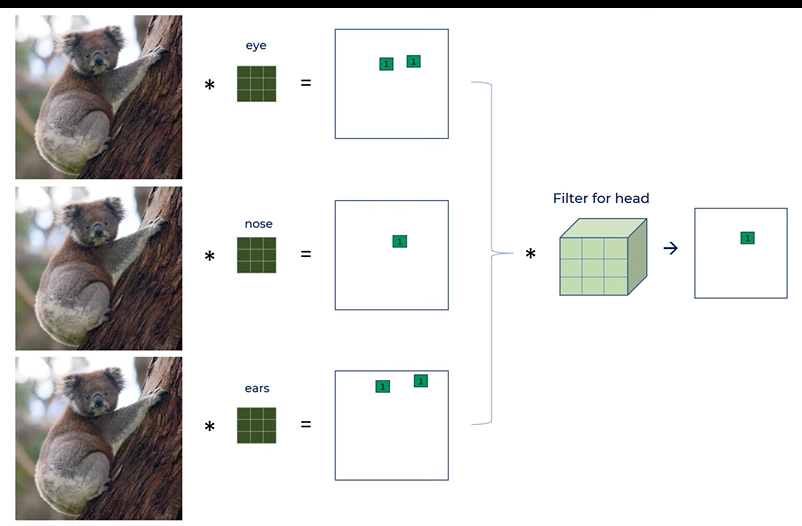 eye
* =
1 1
nose
* =
1
Filter for head
* →
1
ears
* =
1 1